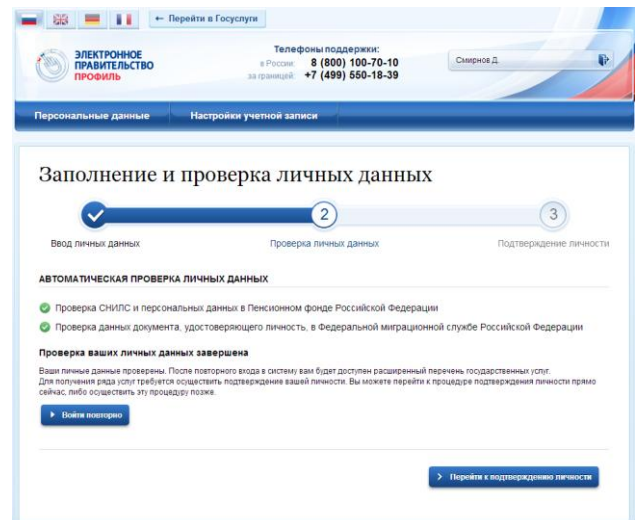 ← Перейти в Госуслуги
ЭЛЕКТРОННОЕ
ПРАВИТЕЛЬСТВО
ПРОФИЛЬ
Телефоны поддержки:
в России: 8 (800) 100-70-10
за границей: +7 (499) 550-18-39
Смирнов Д.
Персональные данные Настройки учетной записи
Заполнение и проверка личных данных
2 3
Ввод личных данных Проверка личных данных Подтверждение личности
АВТОМАТИЧЕСКАЯ ПРОВЕРКА ЛИЧНЫХ ДАННЫХ
Проверка СНИЛС и персональных данных в Пенсионном фонде Российской Федерации
Проверка данных документа, удостоверяющего личность, в Федеральной миграционной службе Российской Федерации
Проверка ваших личных данных завершена
Ваши личные данные проверены. После повторного входа в систему вам будет доступен расширенный перечень государственных услуг.
Для получения ряда услуг требуется осуществить подтверждение вашей личности. Вы можете перейти к процедуре подтверждения личности прямо
сейчас, либо осуществить эту процедуру позже.
Войти повторно
Перейти к подтверждению личности